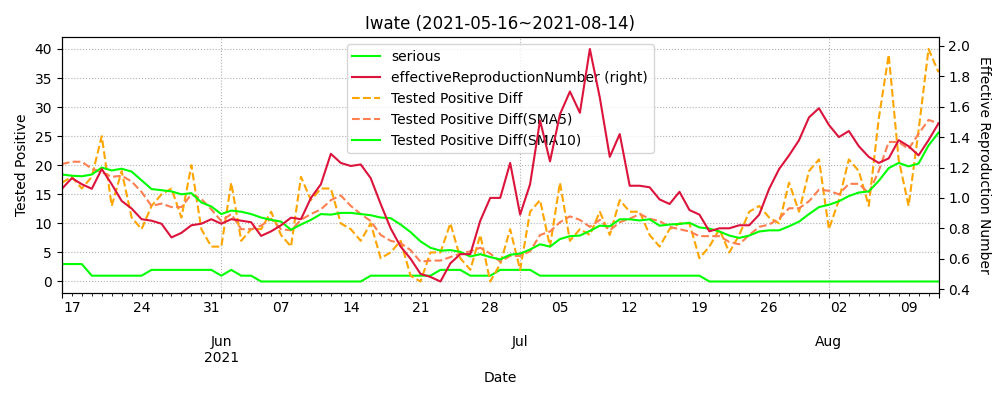 Iwate (2021-05-16~2021-08-14)
40
35
30
25
20
15
10
5
0
Tested Positive
serious
effectiveReproductionNumber (right)
Tested Positive Diff
Tested Positive Diff(SMA5)
Tested Positive Diff(SMA10)
2.0
1.8
1.6
1.4
1.2
1.0
0.8
0.6
0.4
Effective Reproduction Number
17 24 31 07 14 21 28 05 12 19 26 02 09
Jun Jul Aug
2021
Date